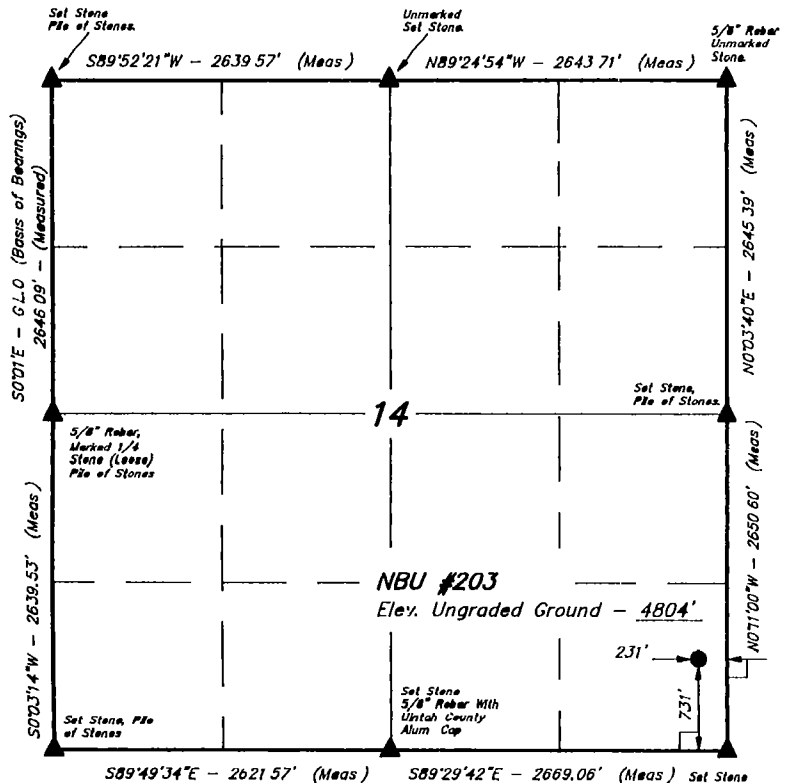 Set Stone
Pile of Stones.
Unmarked
Set Stone.
5/8" Rebar
Unmarked
Stone.
S89°52'21"W - 2639 57' (Meas)
N89°24'54"W - 2643 71' (Meas)
S0°01'E - G L O (Basis of Bearings)
2646 09' - (Measured)
N0°03'40"E - 2645 39' (Meas)
Set Stone,
Pile of Stones.
14
5/8" Rebar,
Marked 1/4
Stone (Loose)
Pile of Stones
S0°03'14"W - 2639.53' (Meas)
N0°11'00"W - 2650 60' (Meas)
NBU #203
Elev. Ungraded Ground - 4804'
231'
731'
Set Stone, Pile
of Stones
Set Stone
5/8" Rebar With
Uintah County
Alum Cap
Set Stone
S89°49'34"E - 2621 57' (Meas)
S89°29'42"E - 2669.06' (Meas)